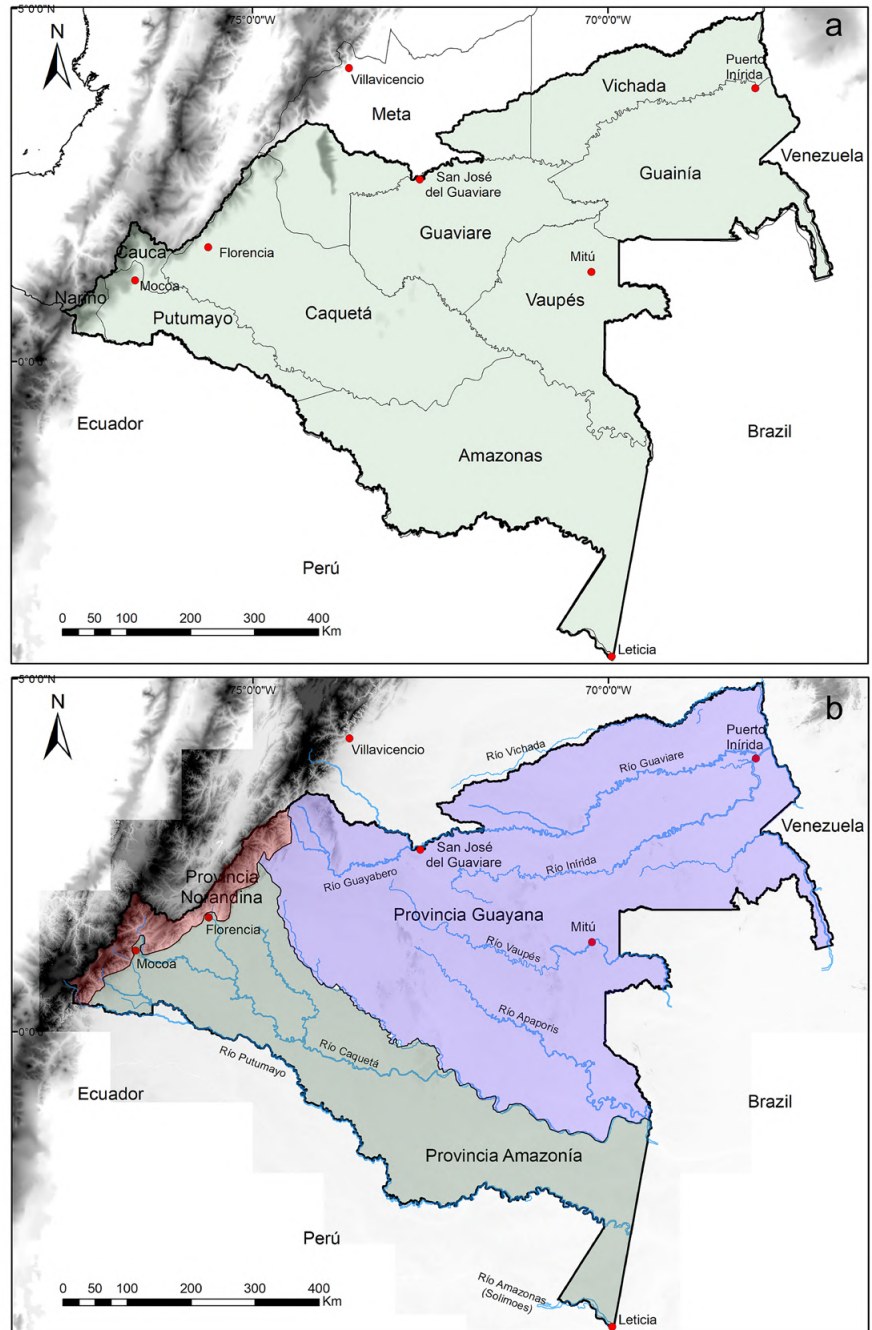 5°0'0"N
75°0'0"W
70°0'0"W
a
N
Villavicencio
Meta
Vichada
Puerto
Inírida
Venezuela
Guainía
San José
del Guaviare
Guaviare
Cauca
Florencia
Mitú
Mocoa
Nariño
Putumayo
Caquetá
Vaupés
0°0'0"
Ecuador
Brazil
Amazonas
Perú
0 50 100 200 300 400
Km
Leticia
5°0'0"N
75°0'0"W
70°0'0"W
b
N
Villavicencio
Río Vichada
Puerto
Inírida
Río Guaviare
Venezuela
San José
del Guaviare
Río Inírida
Río Guayabero
Provincia
Norandina
Provincia Guayana
Florencia
Mitú
Río Vaupés
Mocoa
Río Apaporis
0°0'0"
Río Caquetá
Río Putumayo
Ecuador
Brazil
Provincia Amazonía
Perú
Río Amazonas
(Solimoes)
0 50 100 200 300 400
Km
Leticia